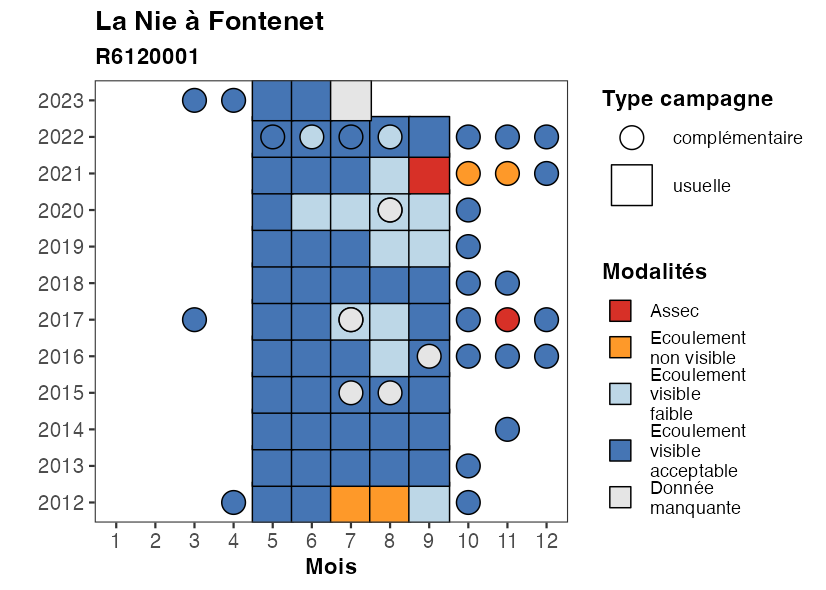 La Nie à Fontenet
R6120001
2023
2022
2021
2020
2019
2018
2017
2016
2015
2014
2013
2012
1 2 3 4 5 6 7 8 9 10 11 12
Mois
Type campagne
complémentaire
usuelle
Modalités
Assec
Ecoulement
non visible
Ecoulement
visible
faible
Ecoulement
visible
acceptable
Donnée
manquante